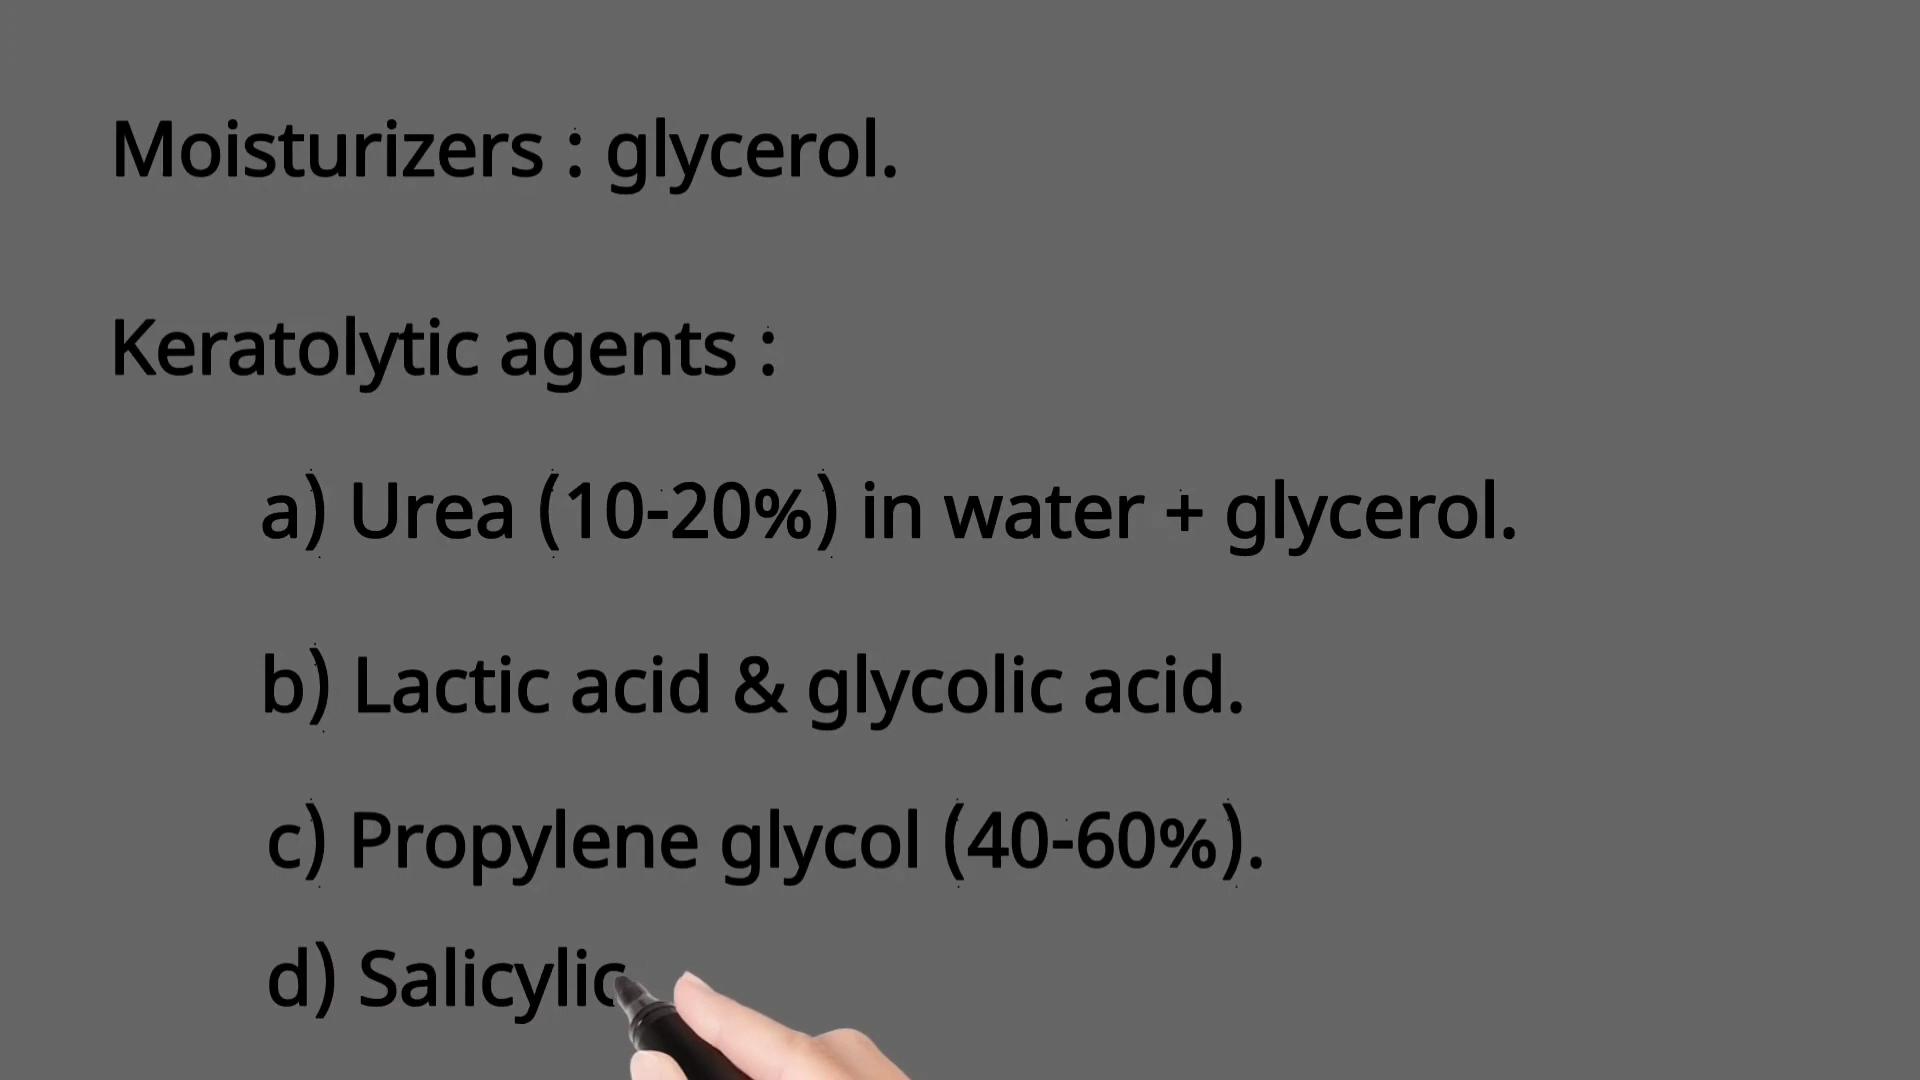 Moisturizers : glycerol.
Keratolytic agents :
a) Urea (10-20%) in water + glycerol.
b) Lactic acid & glycolic acid.
c) Propylene glycol (40-60%).
d) Salicylic